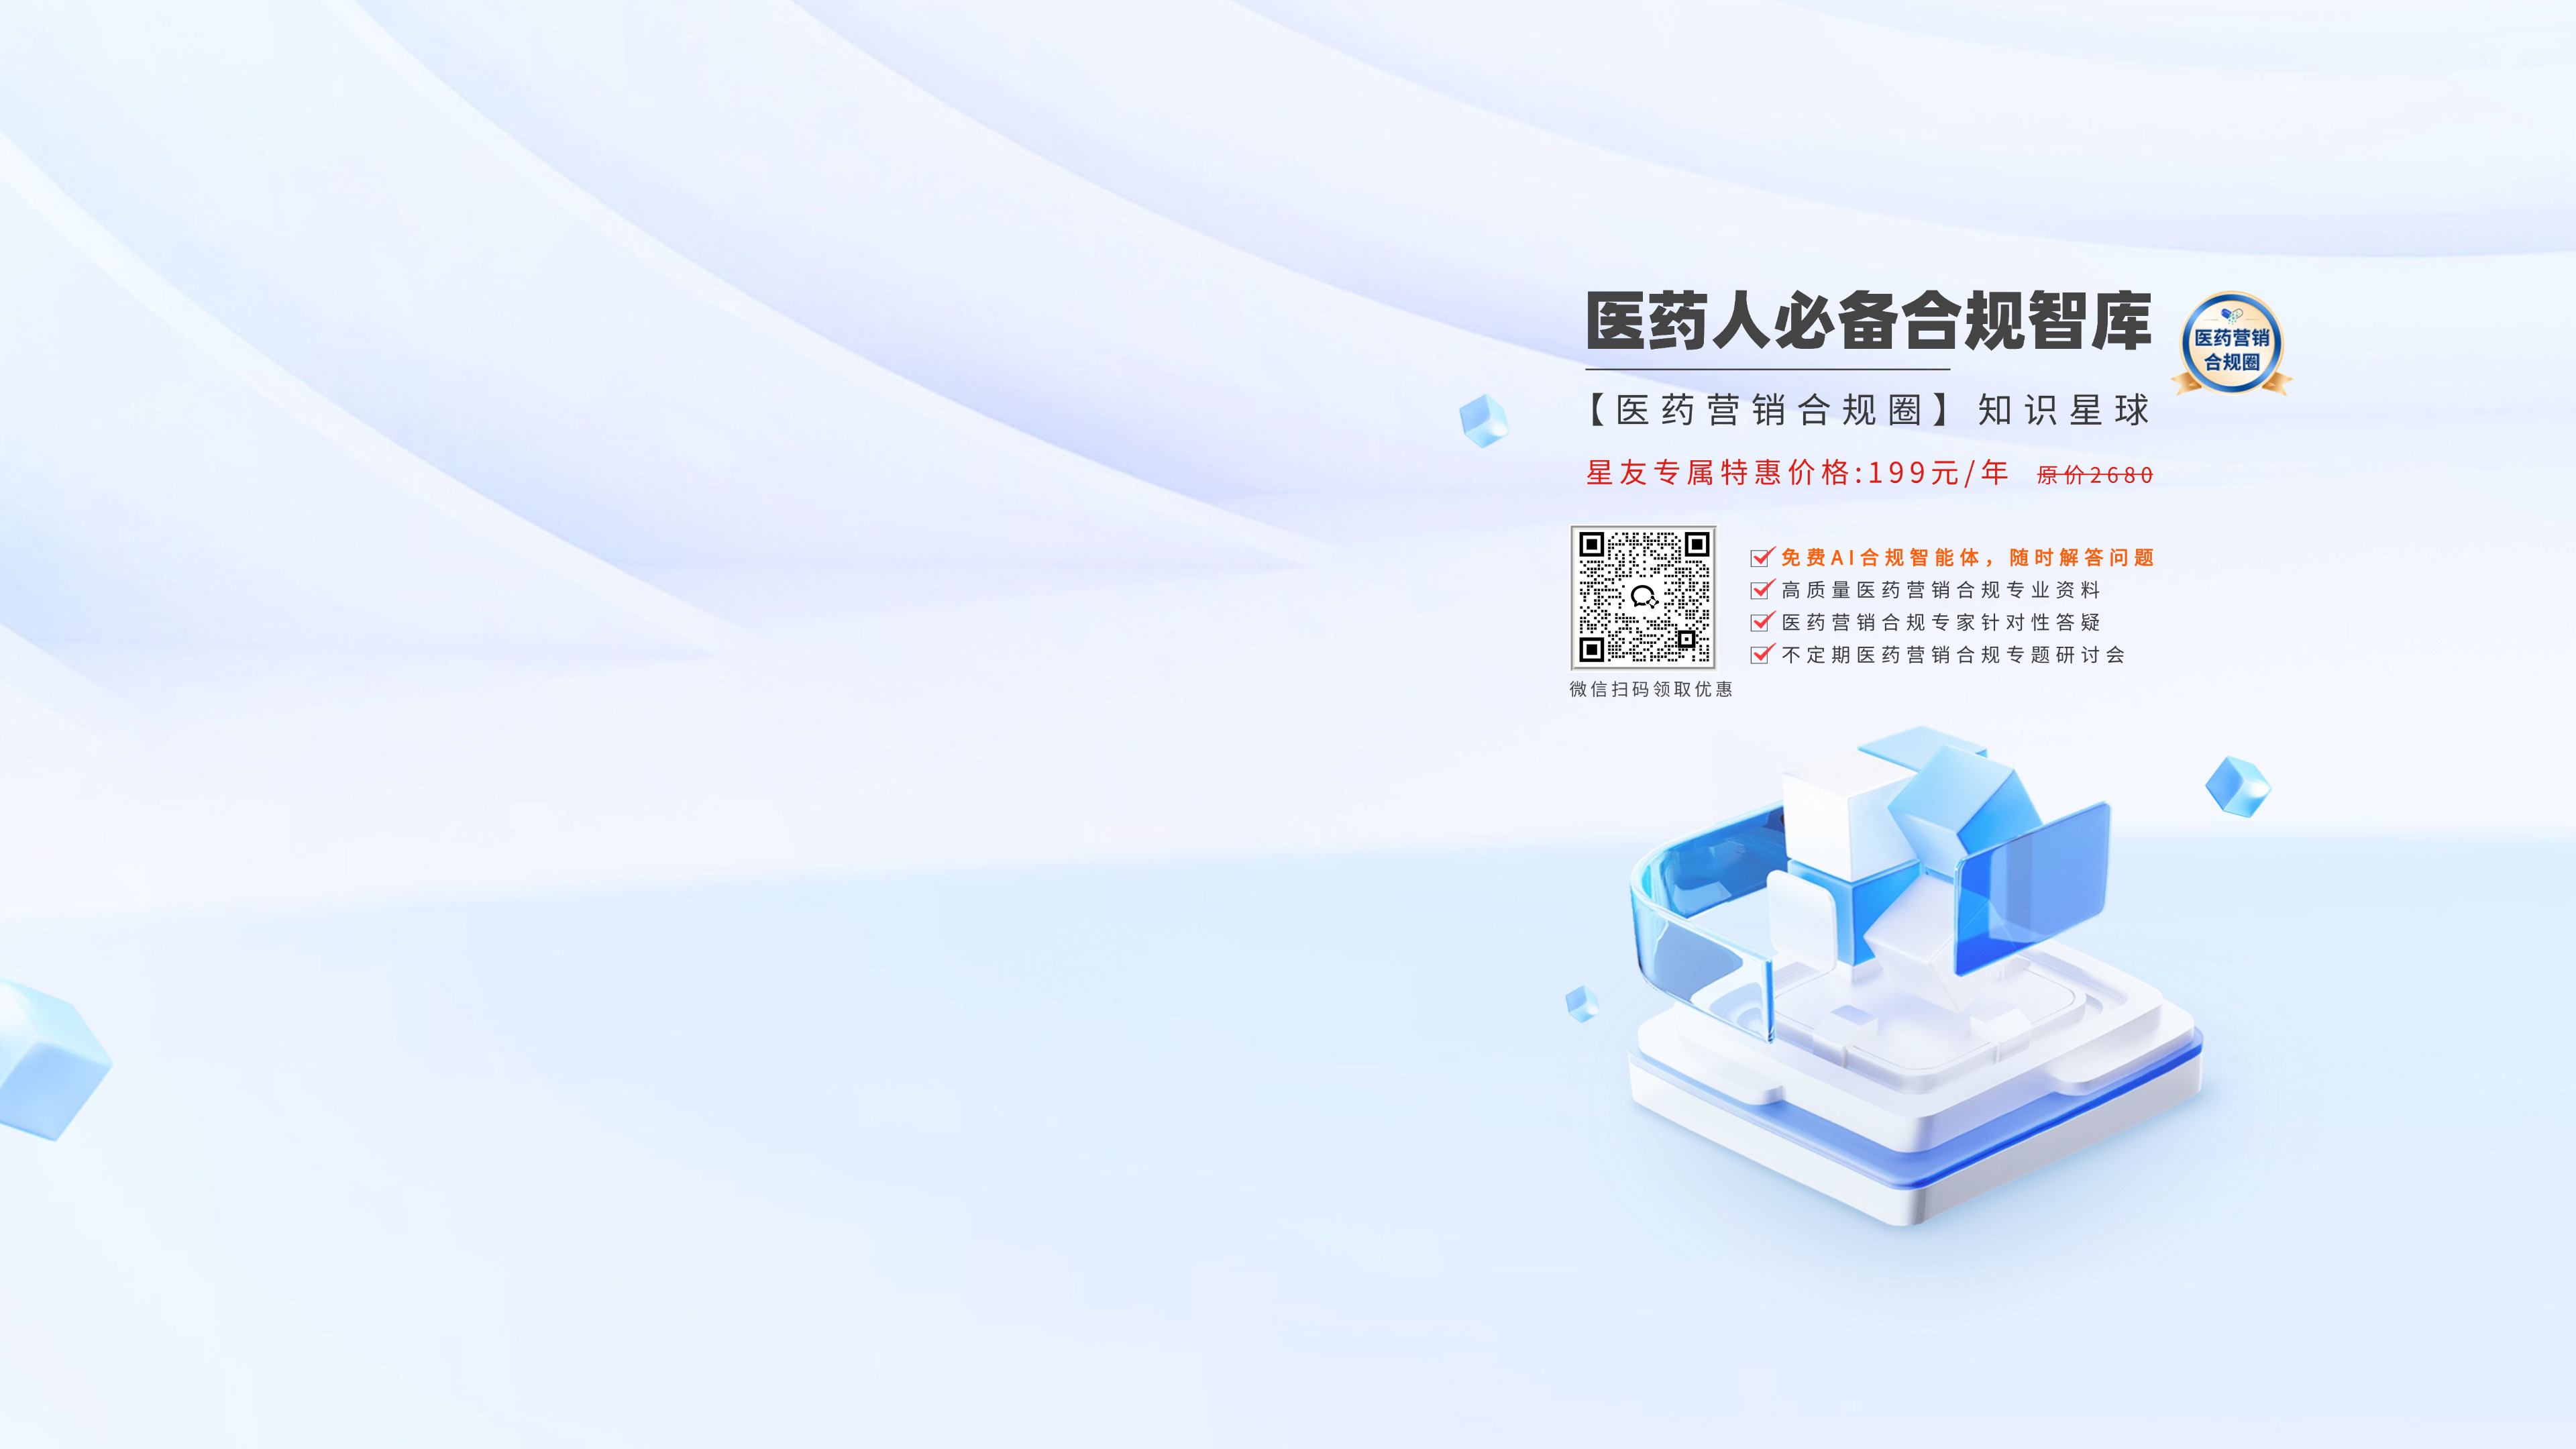 医药人必备合规智库
医药营销
合规圈
【医药营销合规圈】知识星球
星友专属特惠价格:199元/年 原价2680
免费AI合规智能体，随时解答问题
高质量医药营销合规专业资料
医药营销合规专家针对性答疑
不定期医药营销合规专题研讨会
微信扫码领取优惠